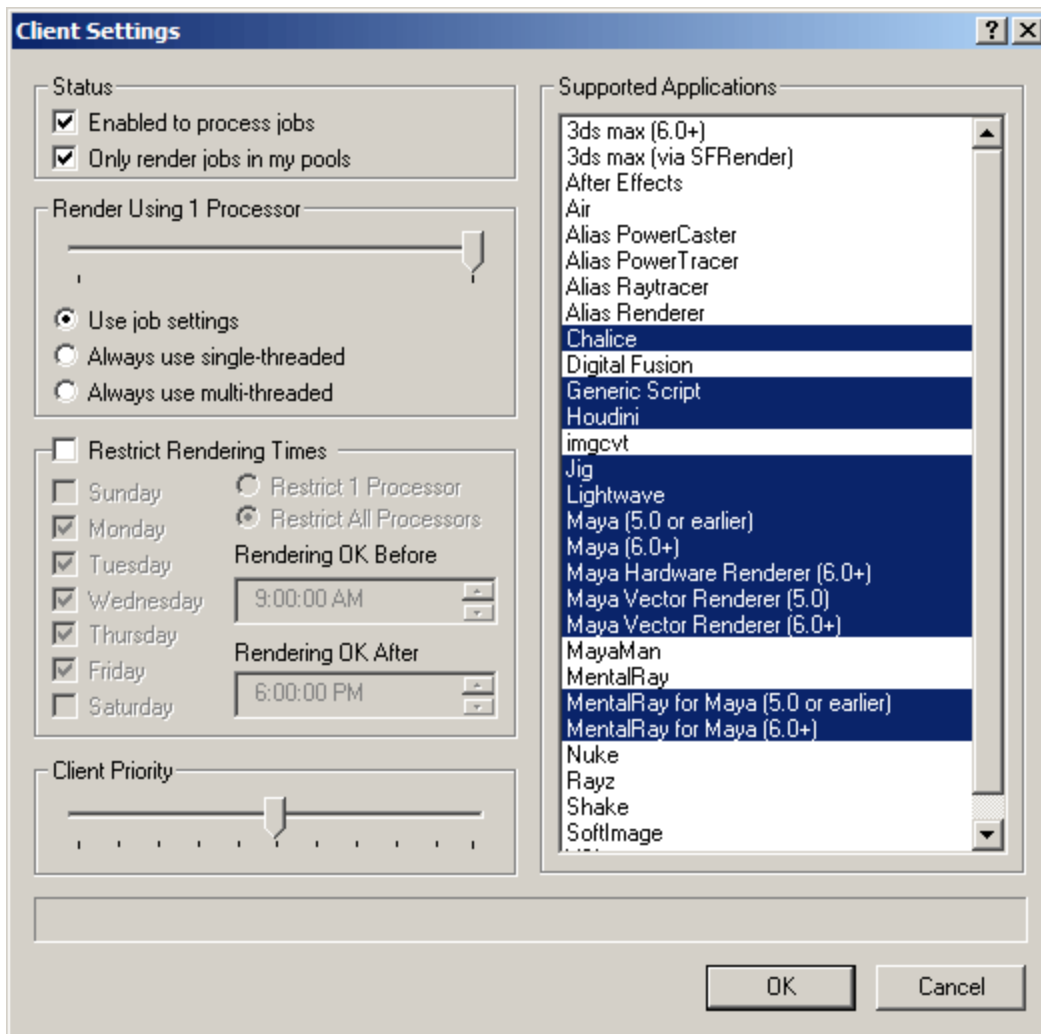 Client Settings
Status
Enabled to process jobs
Only render jobs in my pools
Render Using 1 Processor
Use job settings
Always use single-threaded
Always use multi-threaded
Restrict Rendering Times
Sunday
Monday
Tuesday
Wednesday
Thursday
Friday
Saturday
Restrict 1 Processor
Restrict All Processors
Rendering OK Before
9:00:00 AM
Rendering OK After
6:00:00 PM
Client Priority
Supported Applications
3ds max (6.0+)
3ds max (via SFRender)
After Effects
Air
Alias PowerCaster
Alias PowerTracer
Alias Raytracer
Alias Renderer
Chalice
Digital Fusion
Generic Script
Houdini
imgcvt
Jig
Lightwave
Maya (5.0 or earlier)
Maya (6.0+)
Maya Hardware Renderer (6.0+)
Maya Vector Renderer (5.0)
Maya Vector Renderer (6.0+)
MayaMan
MentalRay
MentalRay for Maya (5.0 or earlier)
MentalRay for Maya (6.0+)
Nuke
Rayz
Shake
SoftImage
OK
Cancel